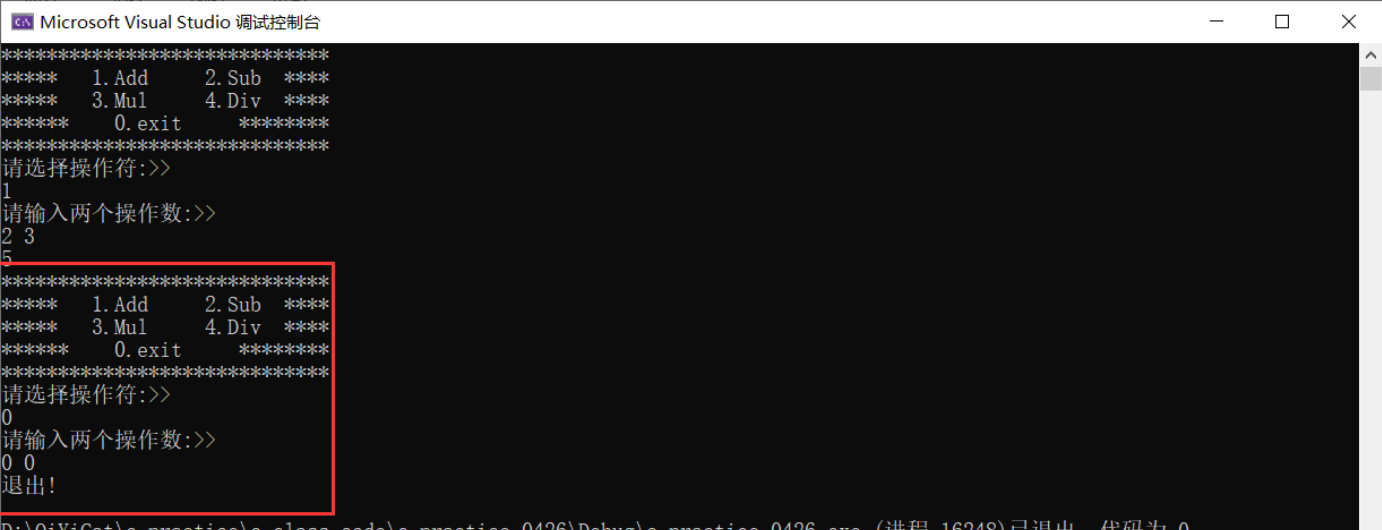 Microsoft Visual Studio 调试控制台
*****************************
*****   1.Add     2.Sub  ****
*****   3.Mul     4.Div  ****
******    0.exit     ********
*****************************
请选择操作符:>>
1
请输入两个操作数:>>
2 3
5
*****************************
*****   1.Add     2.Sub  ****
*****   3.Mul     4.Div  ****
******    0.exit     ********
*****************************
请选择操作符:>>
0
请输入两个操作数:>>
0 0
退出!
D:\QiYiCat\c practice\c class code\c practice 0426\Debug\c practice 0426.exe (进程 16248)已退出，代码为 0